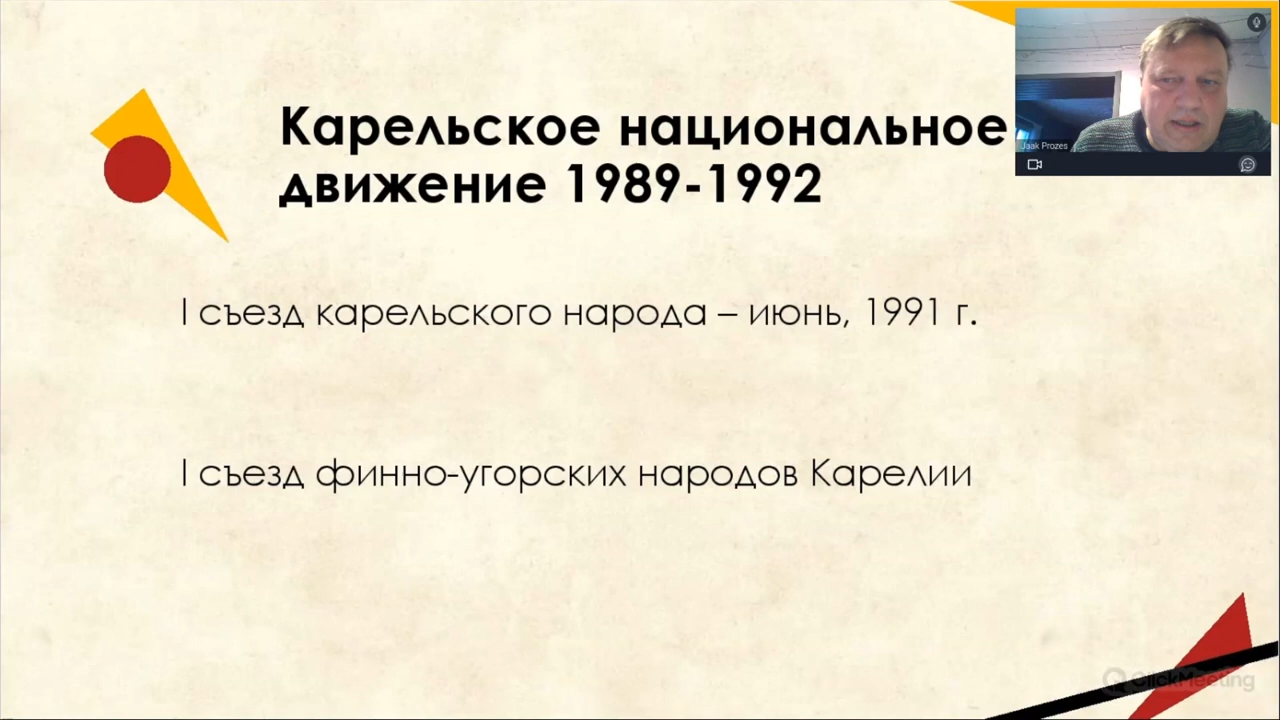 Карельское национальное
движение 1989-1992
Jaak Prozes
I съезд карельского народа – июнь, 1991 г.
I съезд финно-угорских народов Карелии
ClickMeeting